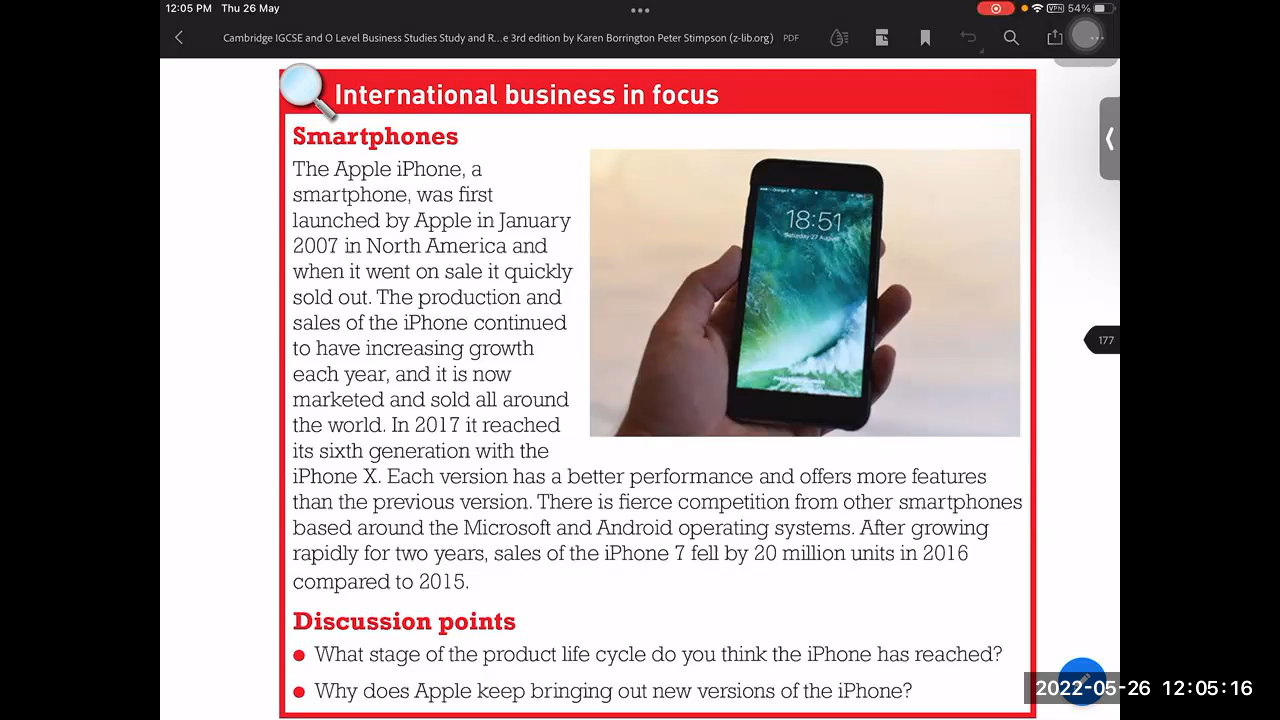 12:05 PM Thu 26 May
VPN 54%
Cambridge IGCSE and O Level Business Studies Study and R...e 3rd edition by Karen Borrington Peter Stimpson (z-lib.org) PDF
International business in focus
Smartphones
The Apple iPhone, a
smartphone, was first
launched by Apple in January
2007 in North America and
when it went on sale it quickly
sold out. The production and
sales of the iPhone continued
to have increasing growth
each year, and it is now
marketed and sold all around
the world. In 2017 it reached
its sixth generation with the
iPhone X. Each version has a better performance and offers more features
than the previous version. There is fierce competition from other smartphones
based around the Microsoft and Android operating systems. After growing
rapidly for two years, sales of the iPhone 7 fell by 20 million units in 2016
compared to 2015.
18:51
Saturday 27 August
177
Discussion points
What stage of the product life cycle do you think the iPhone has reached?
Why does Apple keep bringing out new versions of the iPhone?
2022-05-26 12:05:16